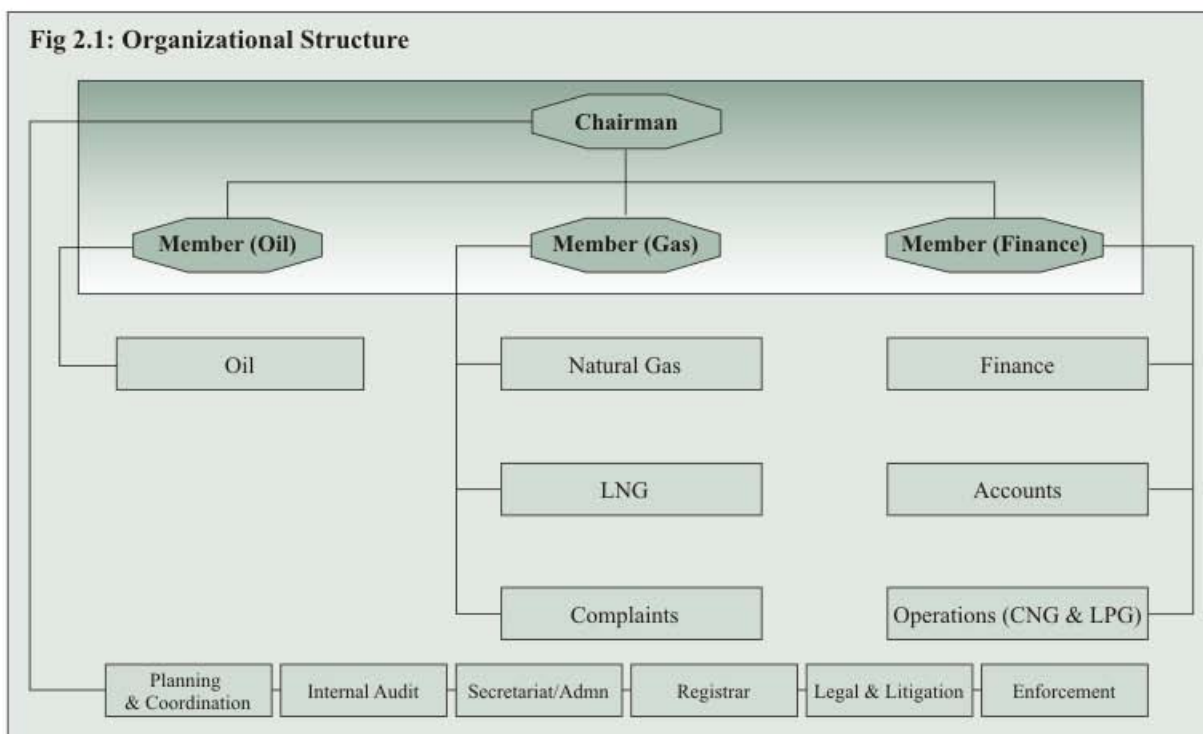 Fig 2.1: Organizational Structure
Chairman
Member (Oil)
Member (Gas)
Member (Finance)
Oil
Natural Gas
Finance
LNG
Accounts
Complaints
Operations (CNG & LPG)
Planning
& Coordination
Internal Audit
Secretariat/Admn
Registrar
Legal & Litigation
Enforcement